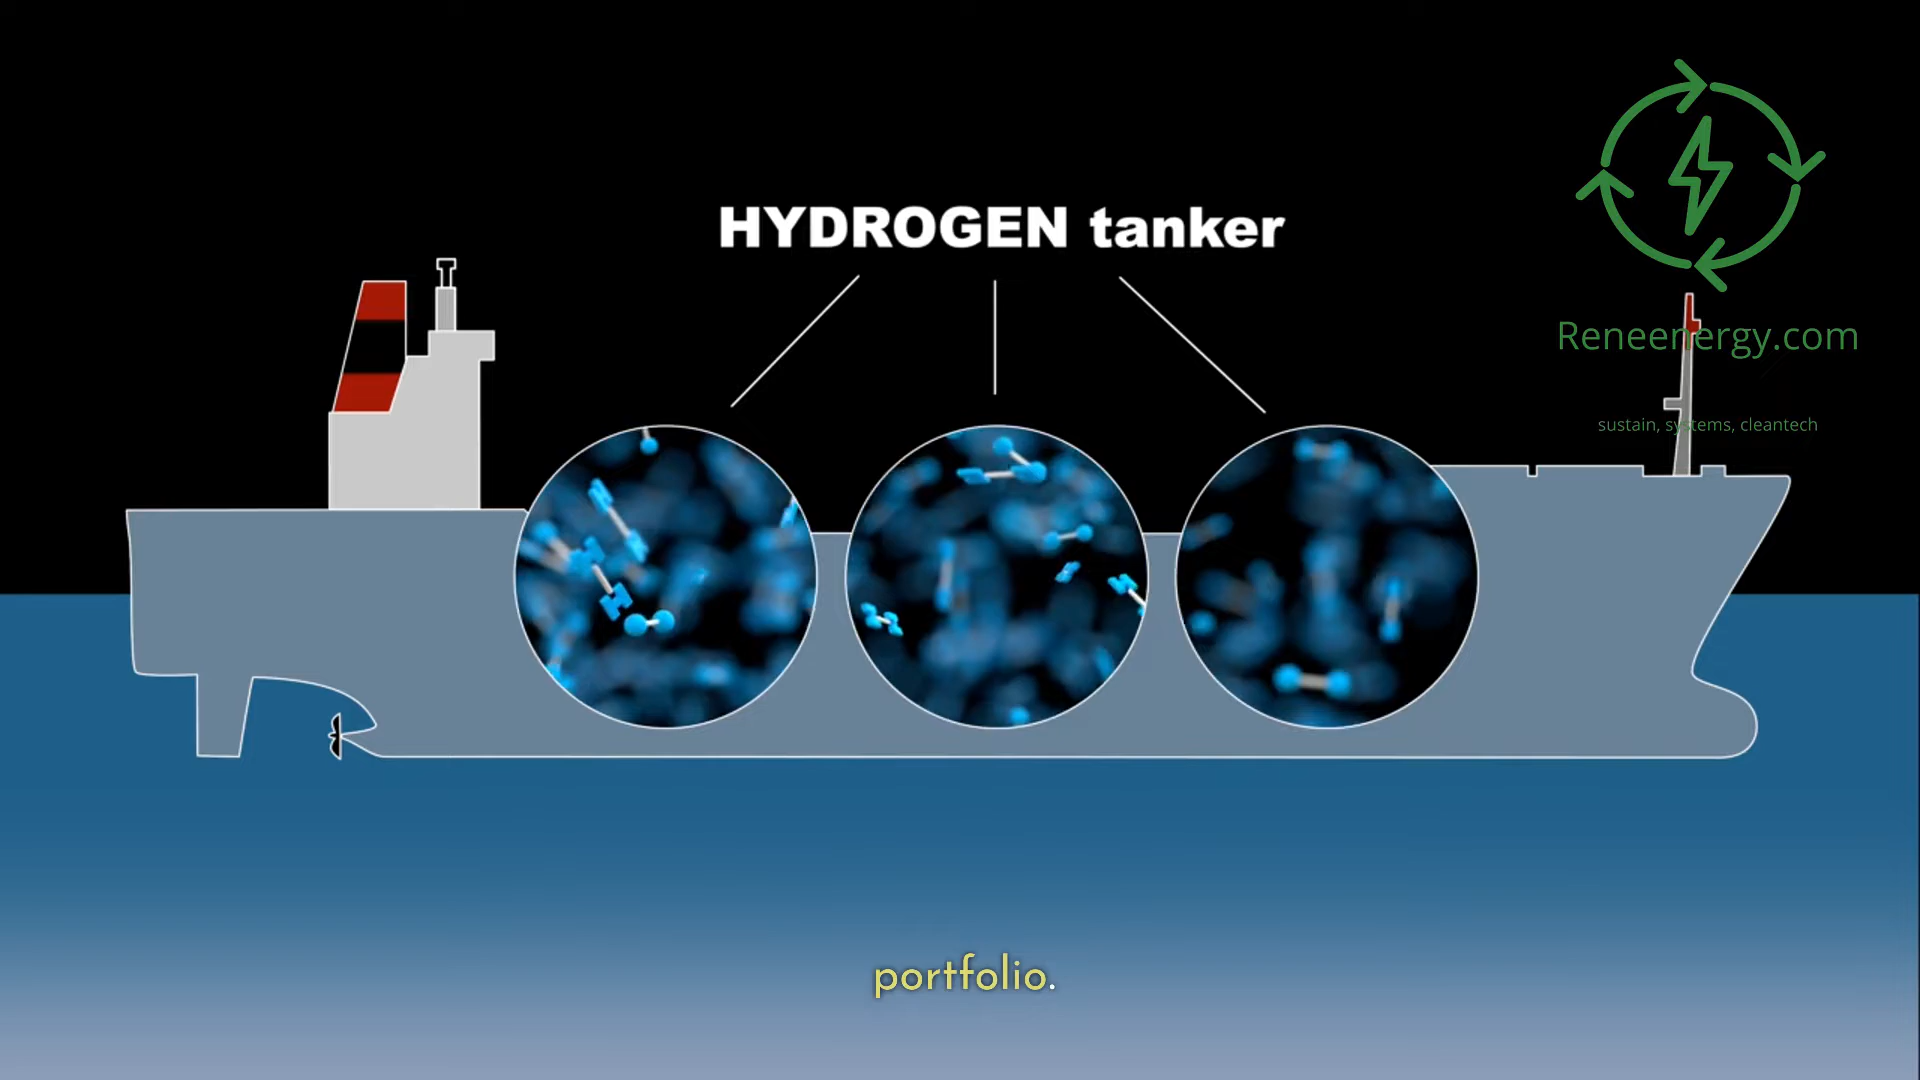 HYDROGEN tanker
Reneenergy.com
sustain, systems, cleantech
portfolio.